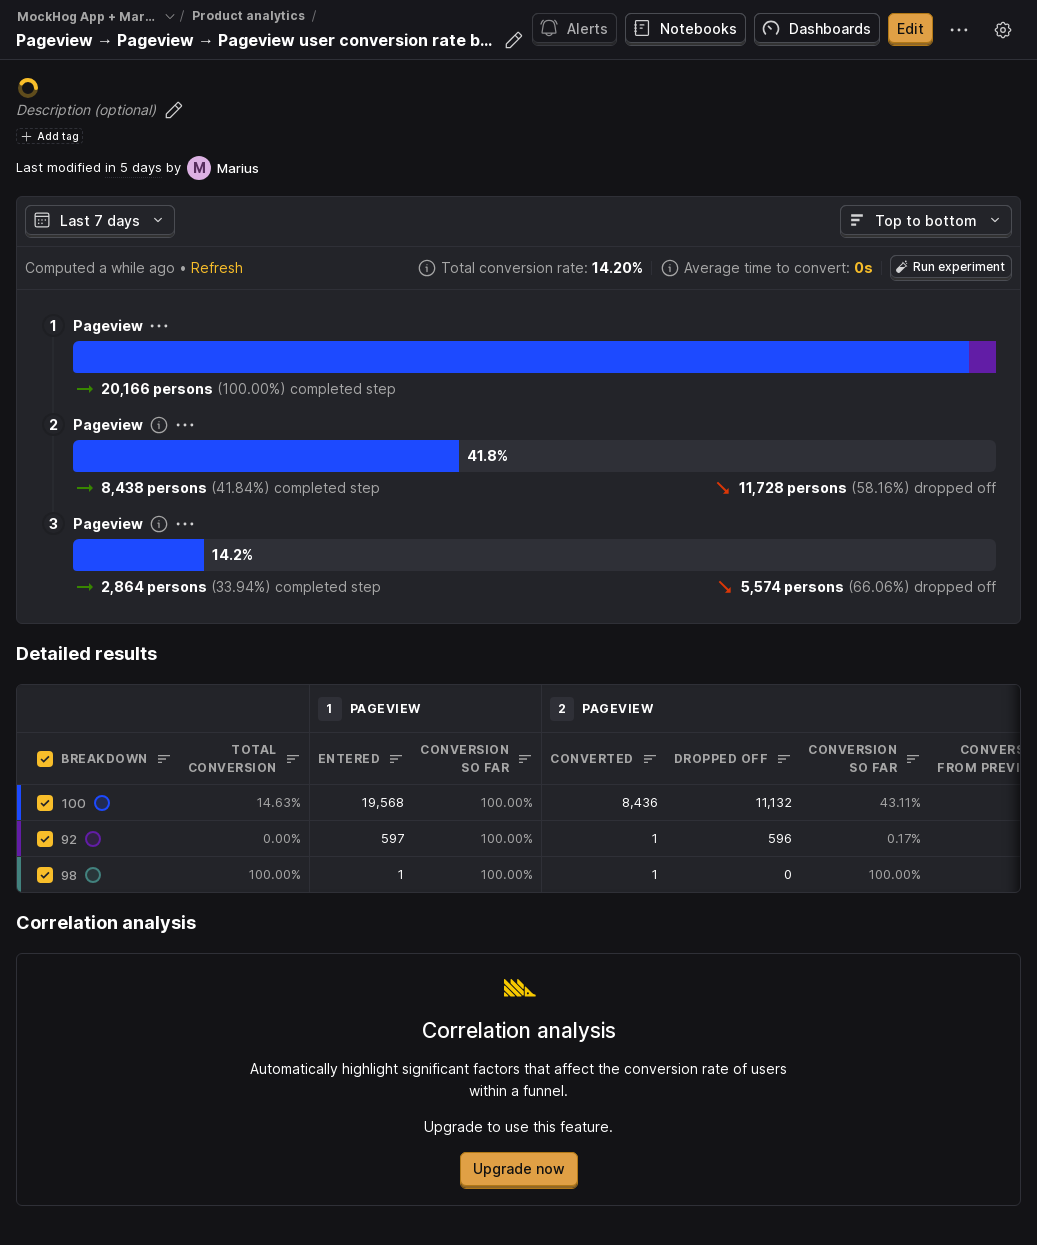 MockHog App + Mar... / Product analytics /
Pageview → Pageview → Pageview user conversion rate b...
Alerts
Notebooks
Dashboards
Edit
Description (optional)
Add tag
Last modified in 5 days by M Marius
Last 7 days
Top to bottom
Computed a while ago • Refresh
Total conversion rate: 14.20%
Average time to convert: 0s
Run experiment
1 Pageview
20,166 persons (100.00%) completed step
2 Pageview
41.8%
8,438 persons (41.84%) completed step
11,728 persons (58.16%) dropped off
3 Pageview
14.2%
2,864 persons (33.94%) completed step
5,574 persons (66.06%) dropped off
Detailed results
1 PAGEVIEW
2 PAGEVIEW
BREAKDOWN
TOTAL
CONVERSION
ENTERED
CONVERSION
SO FAR
CONVERTED
DROPPED OFF
CONVERSION
SO FAR
CONVERS
FROM PREVI
100 14.63% 19,568 100.00% 8,436 11,132 43.11%
92 0.00% 597 100.00% 1 596 0.17%
98 100.00% 1 100.00% 1 0 100.00%
Correlation analysis
Correlation analysis
Automatically highlight significant factors that affect the conversion rate of users
within a funnel.
Upgrade to use this feature.
Upgrade now